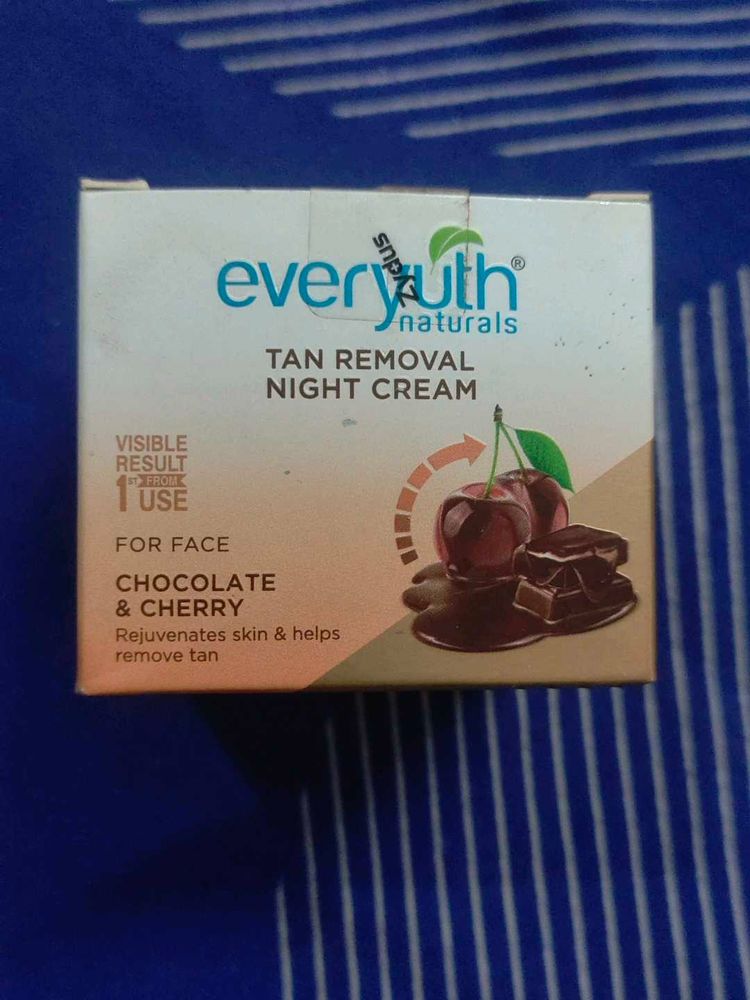 Zydus
everyuth®
naturals
TAN REMOVAL
NIGHT CREAM
VISIBLE
RESULT
1ST FROM
USE
FOR FACE
CHOCOLATE
& CHERRY
Rejuvenates skin & helps
remove tan